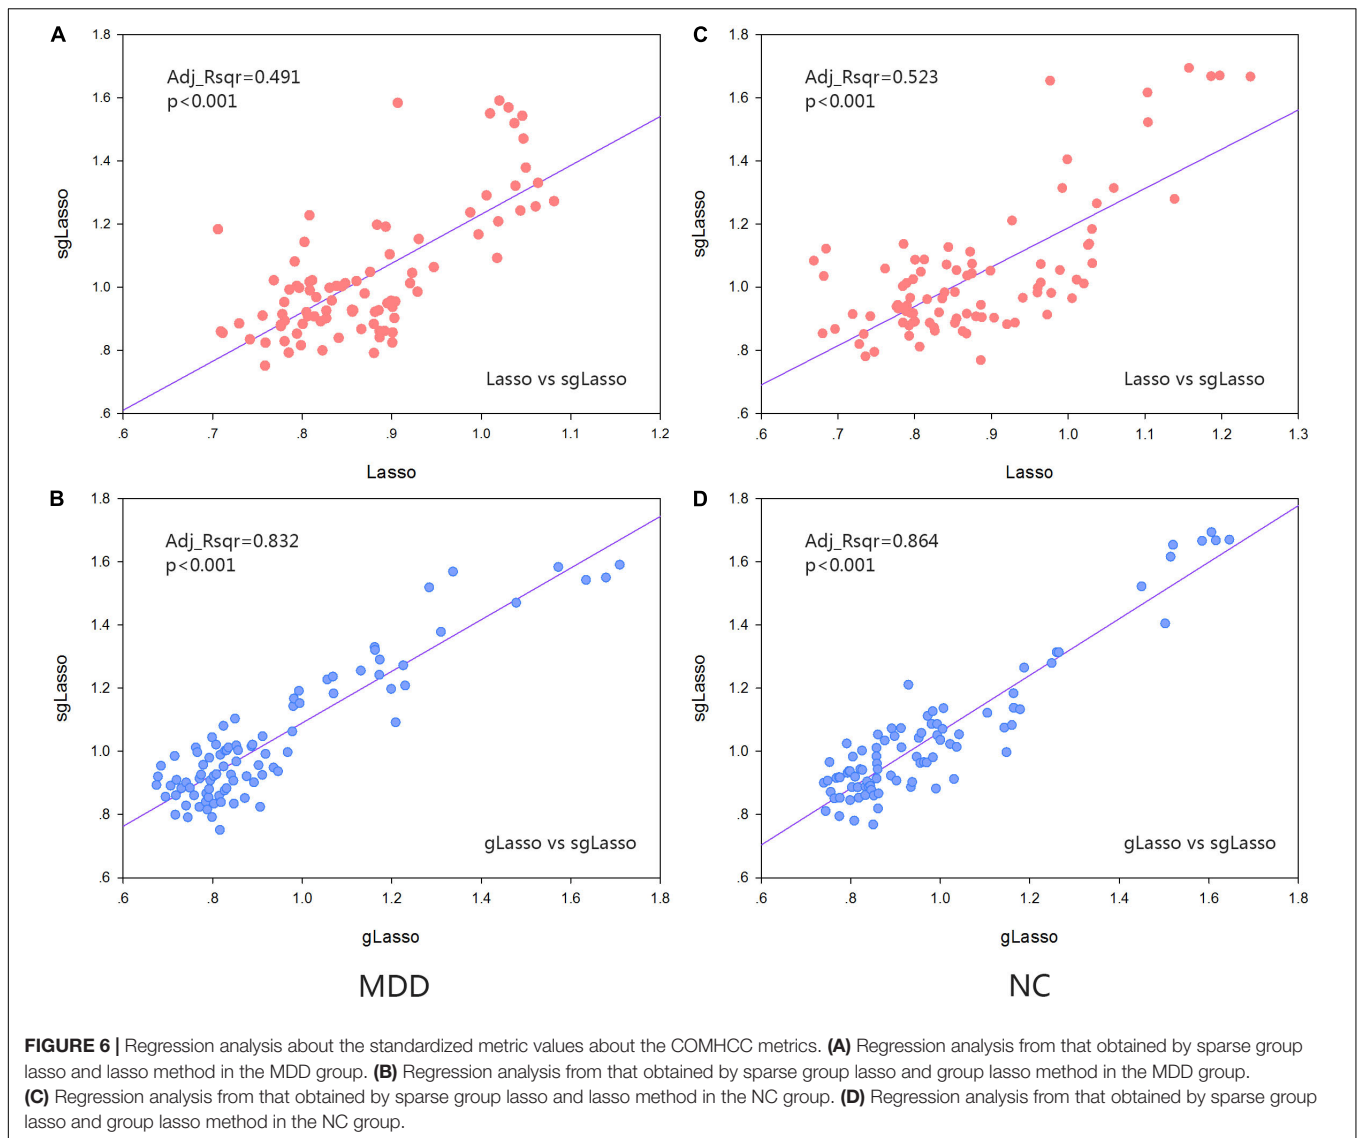 A
1.8
1.6
1.4
1.2
1.0
.8
.6
sgLasso
Adj_Rsqr=0.491
p<0.001
Lasso vs sgLasso
.6 .7 .8 .9 1.0 1.1 1.2
Lasso
C
1.8
1.6
1.4
1.2
1.0
.8
.6
sgLasso
Adj_Rsqr=0.523
p<0.001
Lasso vs sgLasso
.6 .7 .8 .9 1.0 1.1 1.2 1.3
Lasso
B
1.8
1.6
1.4
1.2
1.0
.8
.6
sgLasso
Adj_Rsqr=0.832
p<0.001
gLasso vs sgLasso
.6 .8 1.0 1.2 1.4 1.6 1.8
gLasso
MDD
D
1.8
1.6
1.4
1.2
1.0
.8
.6
sgLasso
Adj_Rsqr=0.864
p<0.001
gLasso vs sgLasso
.6 .8 1.0 1.2 1.4 1.6 1.8
gLasso
NC
FIGURE 6 | Regression analysis about the standardized metric values about the COMHCC metrics. (A) Regression analysis from that obtained by sparse group
lasso and lasso method in the MDD group. (B) Regression analysis from that obtained by sparse group lasso and group lasso method in the MDD group.
(C) Regression analysis from that obtained by sparse group lasso and lasso method in the NC group. (D) Regression analysis from that obtained by sparse group
lasso and group lasso method in the NC group.